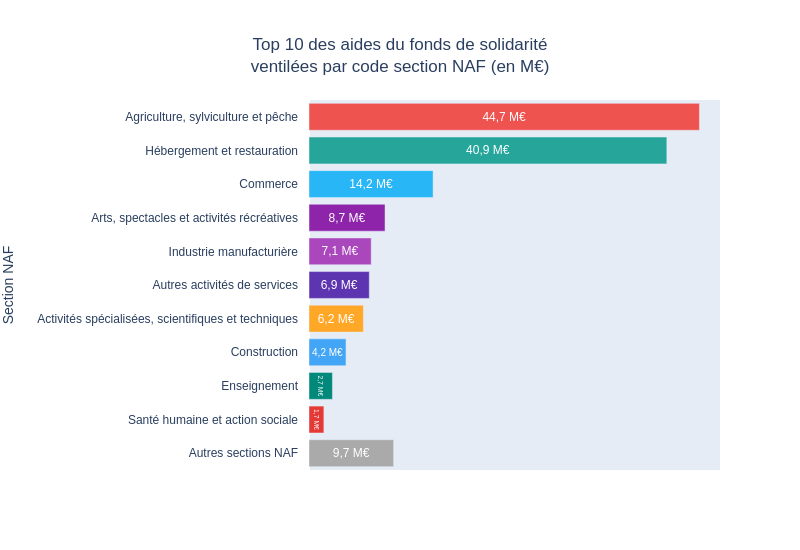 Top 10 des aides du fonds de solidarité
ventilées par code section NAF (en M€)
Section NAF
Agriculture, sylviculture et pêche 44,7 M€
Hébergement et restauration 40,9 M€
Commerce 14,2 M€
Arts, spectacles et activités récréatives 8,7 M€
Industrie manufacturière 7,1 M€
Autres activités de services 6,9 M€
Activités spécialisées, scientifiques et techniques 6,2 M€
Construction 4,2 M€
Enseignement 2,7 M€
Santé humaine et action sociale 1,7 M€
Autres sections NAF 9,7 M€